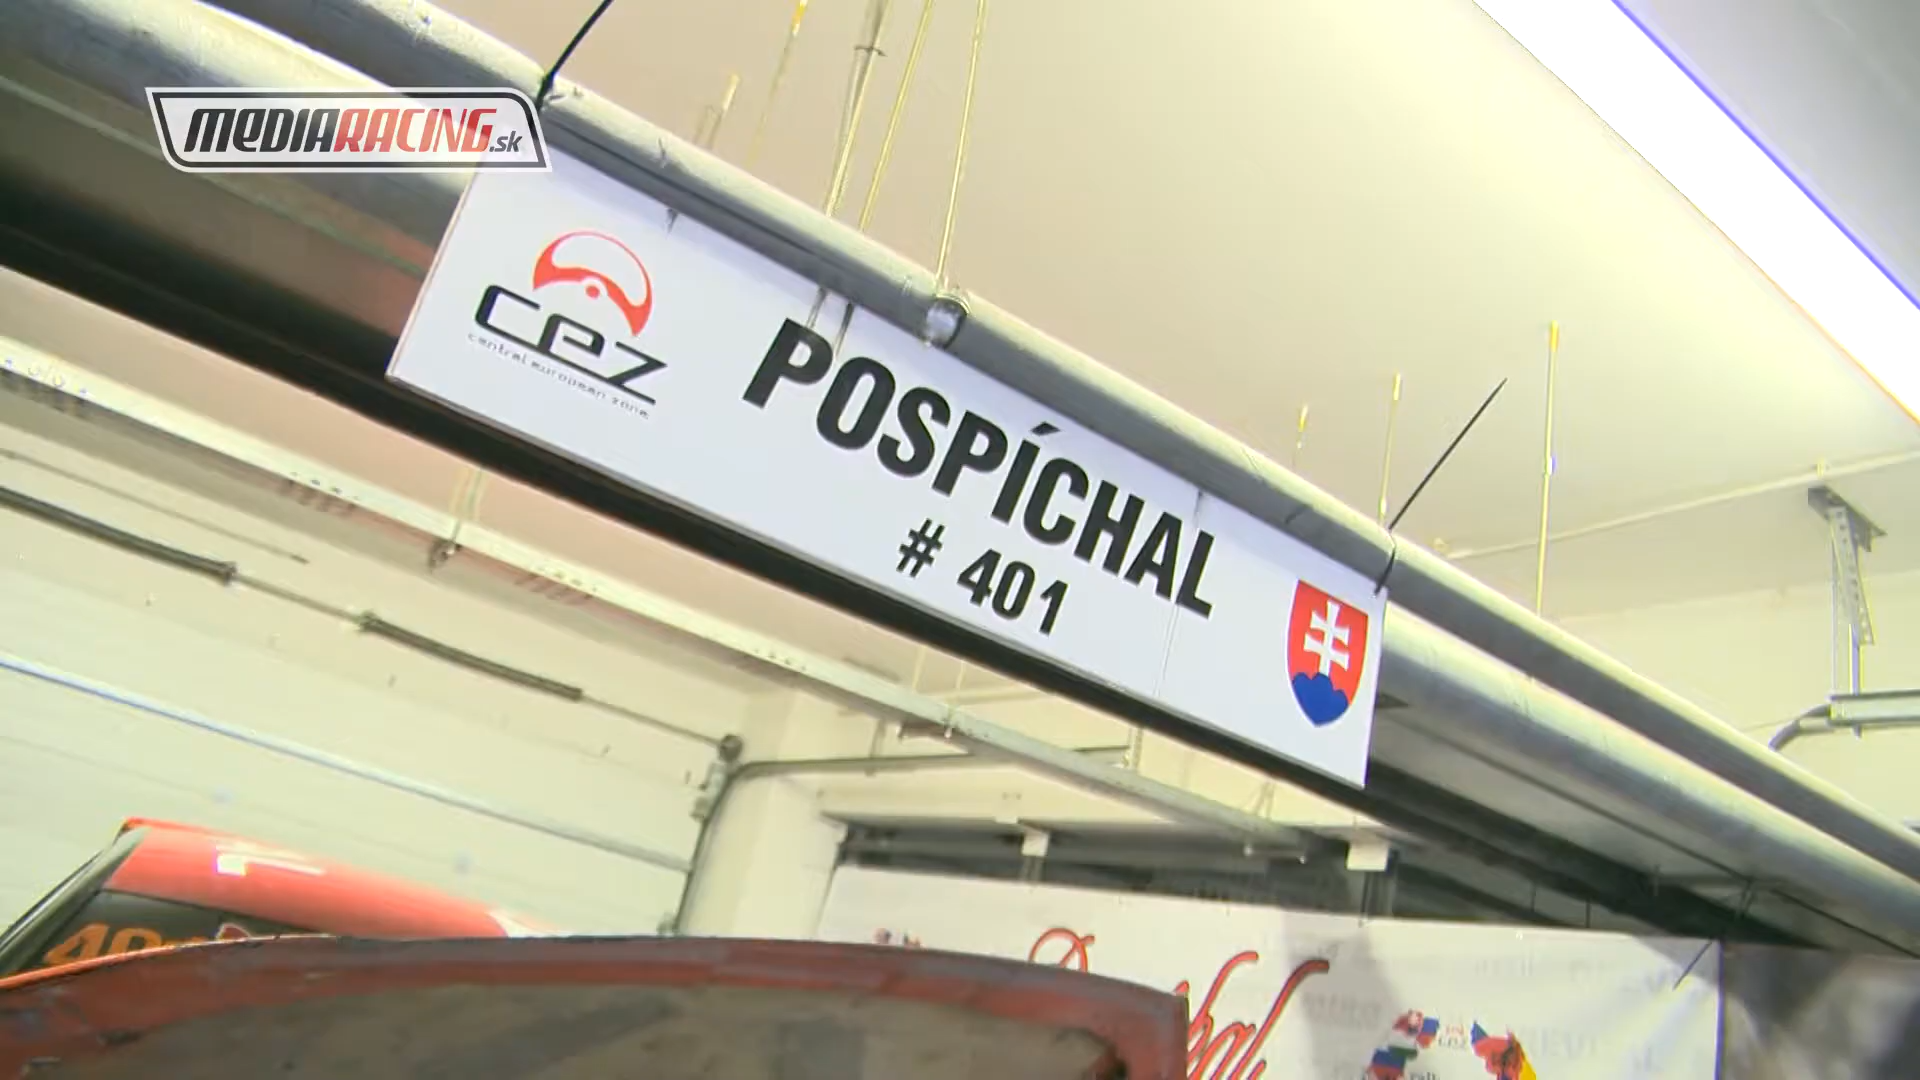 MEDIARACING.sk
cez
central european zone
POSPÍCHAL
# 401